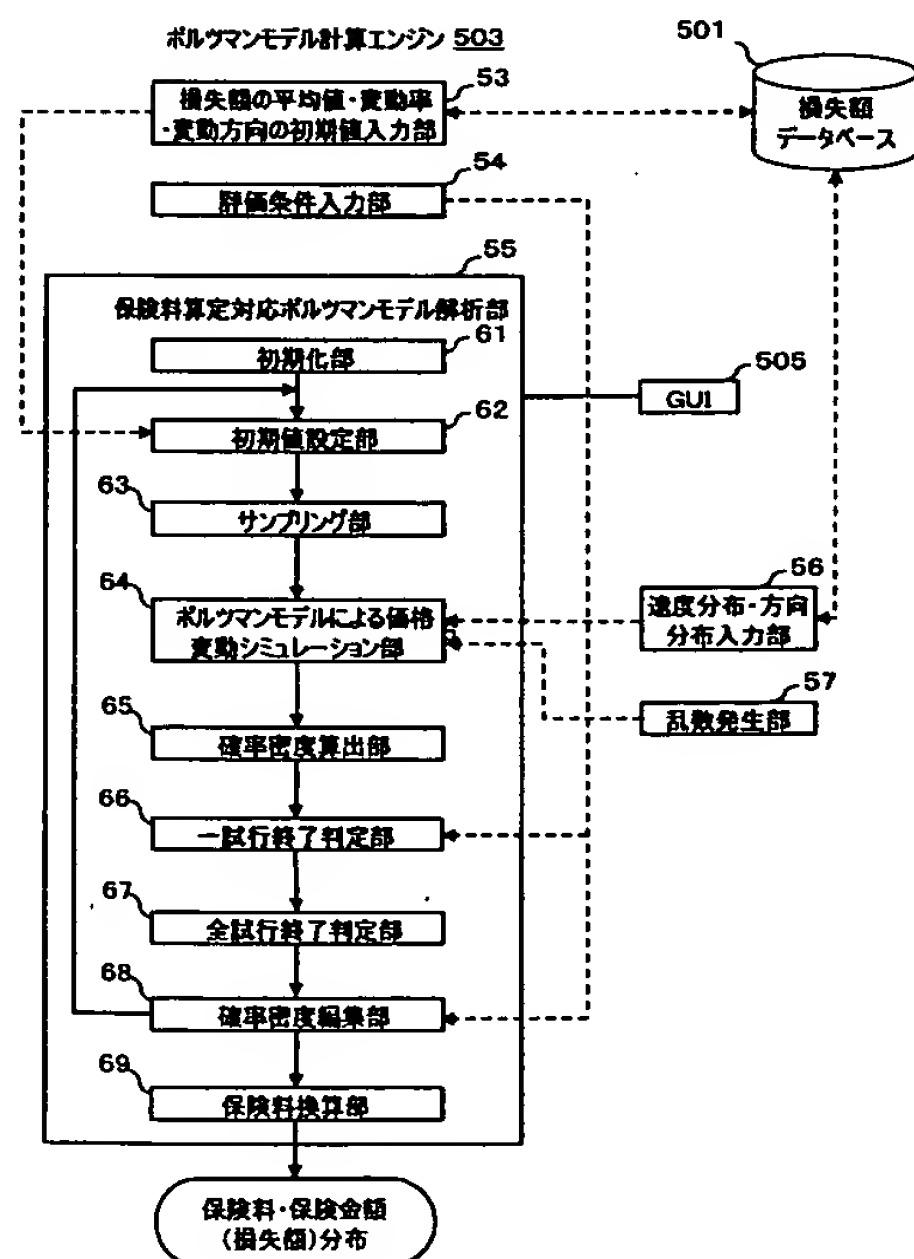 ボルツマンモデル計算エンジン 503
501
53
損失額の平均値・変動率
・変動方向の初期値入力部
損失額
データベース
54
評価条件入力部
55
保険料算定対応ボルツマンモデル解析部
61
初期化部
505
GUI
62
初期値設定部
63
サンプリング部
64
ボルツマンモデルによる価格
変動シミュレーション部
56
速度分布・方向
分布入力部
57
乱数発生部
65
確率密度算出部
66
一試行終了判定部
67
全試行終了判定部
68
確率密度編集部
69
保険料換算部
保険料・保険金額
(損失額)分布